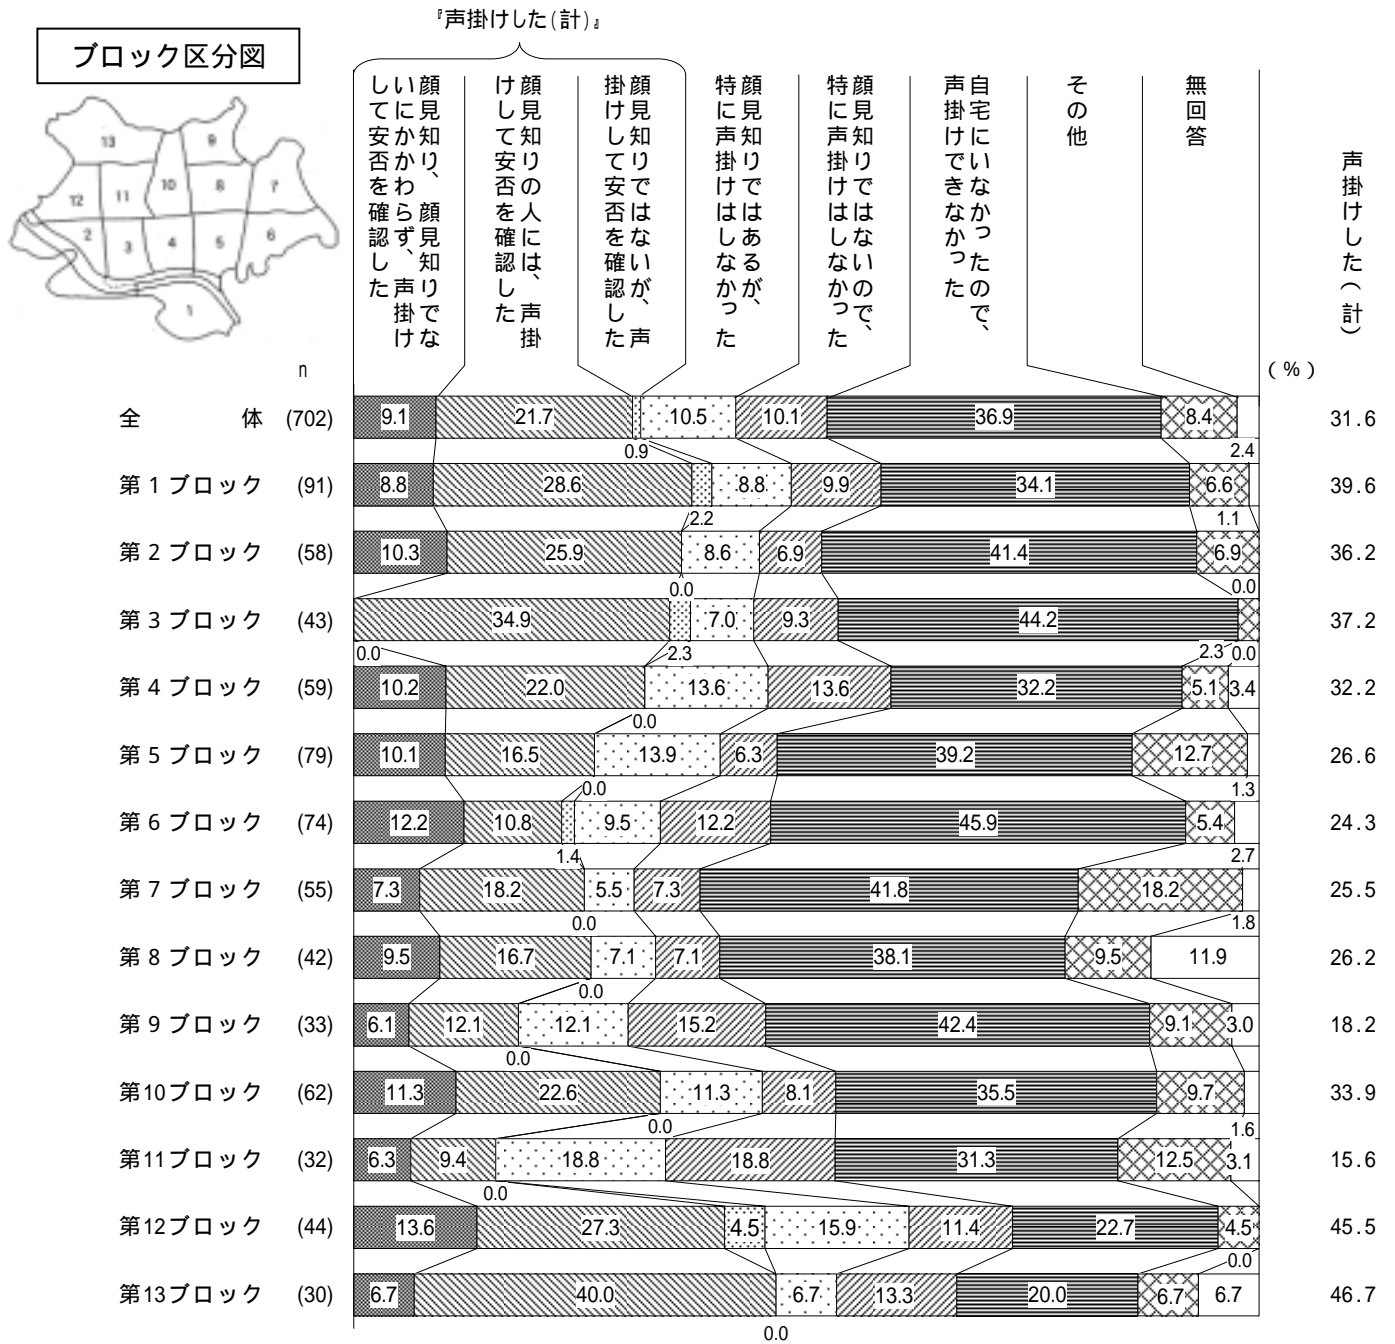 『声掛けした(計)』
ブロック区分図
13
9
10
11
8
7
12
2
3
4
5
6
1
顔見知り、顔見知りでな
いにかかわらず、声掛け
して安否を確認した
顔見知りの人には、声掛
けして安否を確認した
顔見知りではないが、声
掛けして安否を確認した
顔見知りではあるが、
特に声掛けはしなかった
顔見知りではないので、
特に声掛けはしなかった
自宅にいなかったので、
声掛けできなかった
その他
無回答
声掛けした(計)
n
(%)
全体 (702) 9.1 21.7 10.5 10.1 36.9 8.4 31.6
0.9 2.4
第1ブロック (91) 8.8 28.6 8.8 9.9 34.1 6.6 39.6
2.2 1.1
第2ブロック (58) 10.3 25.9 8.6 6.9 41.4 6.9 36.2
0.0 0.0
第3ブロック (43) 34.9 7.0 9.3 44.2 37.2
0.0 2.3 2.3 0.0
第4ブロック (59) 10.2 22.0 13.6 13.6 32.2 5.1 3.4 32.2
0.0
第5ブロック (79) 10.1 16.5 13.9 6.3 39.2 12.7 26.6
0.0 1.3
第6ブロック (74) 12.2 10.8 9.5 12.2 45.9 5.4 24.3
1.4 2.7
第7ブロック (55) 7.3 18.2 5.5 7.3 41.8 18.2 25.5
0.0 1.8
第8ブロック (42) 9.5 16.7 7.1 7.1 38.1 9.5 11.9 26.2
0.0
第9ブロック (33) 6.1 12.1 12.1 15.2 42.4 9.1 3.0 18.2
0.0
第10ブロック (62) 11.3 22.6 11.3 8.1 35.5 9.7 33.9
0.0 1.6
第11ブロック (32) 6.3 9.4 18.8 18.8 31.3 12.5 3.1 15.6
0.0
第12ブロック (44) 13.6 27.3 4.5 15.9 11.4 22.7 4.5 45.5
0.0
第13ブロック (30) 6.7 40.0 6.7 13.3 20.0 6.7 6.7 46.7
0.0